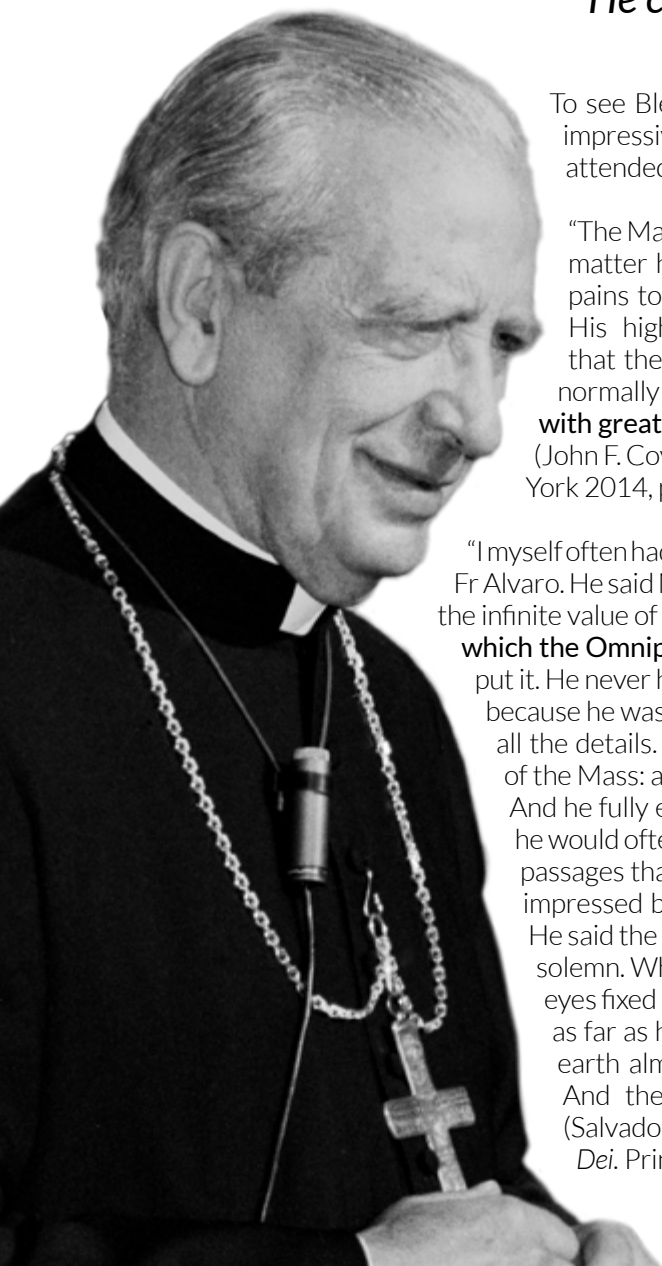 He c
To see Ble
impressiv
attended
“The Ma
matter h
pains to
His high
that the
normally
with great
(John F. Cov
York 2014, p
“I myself often had
Fr Alvaro. He said M
the infinite value of
which the Omnip
put it. He never h
because he was
all the details.
of the Mass: a
And he fully e
he would ofte
passages tha
impressed b
He said the
solemn. Wh
eyes fixed
as far as h
earth alm
And the
(Salvado
Dei. Prin